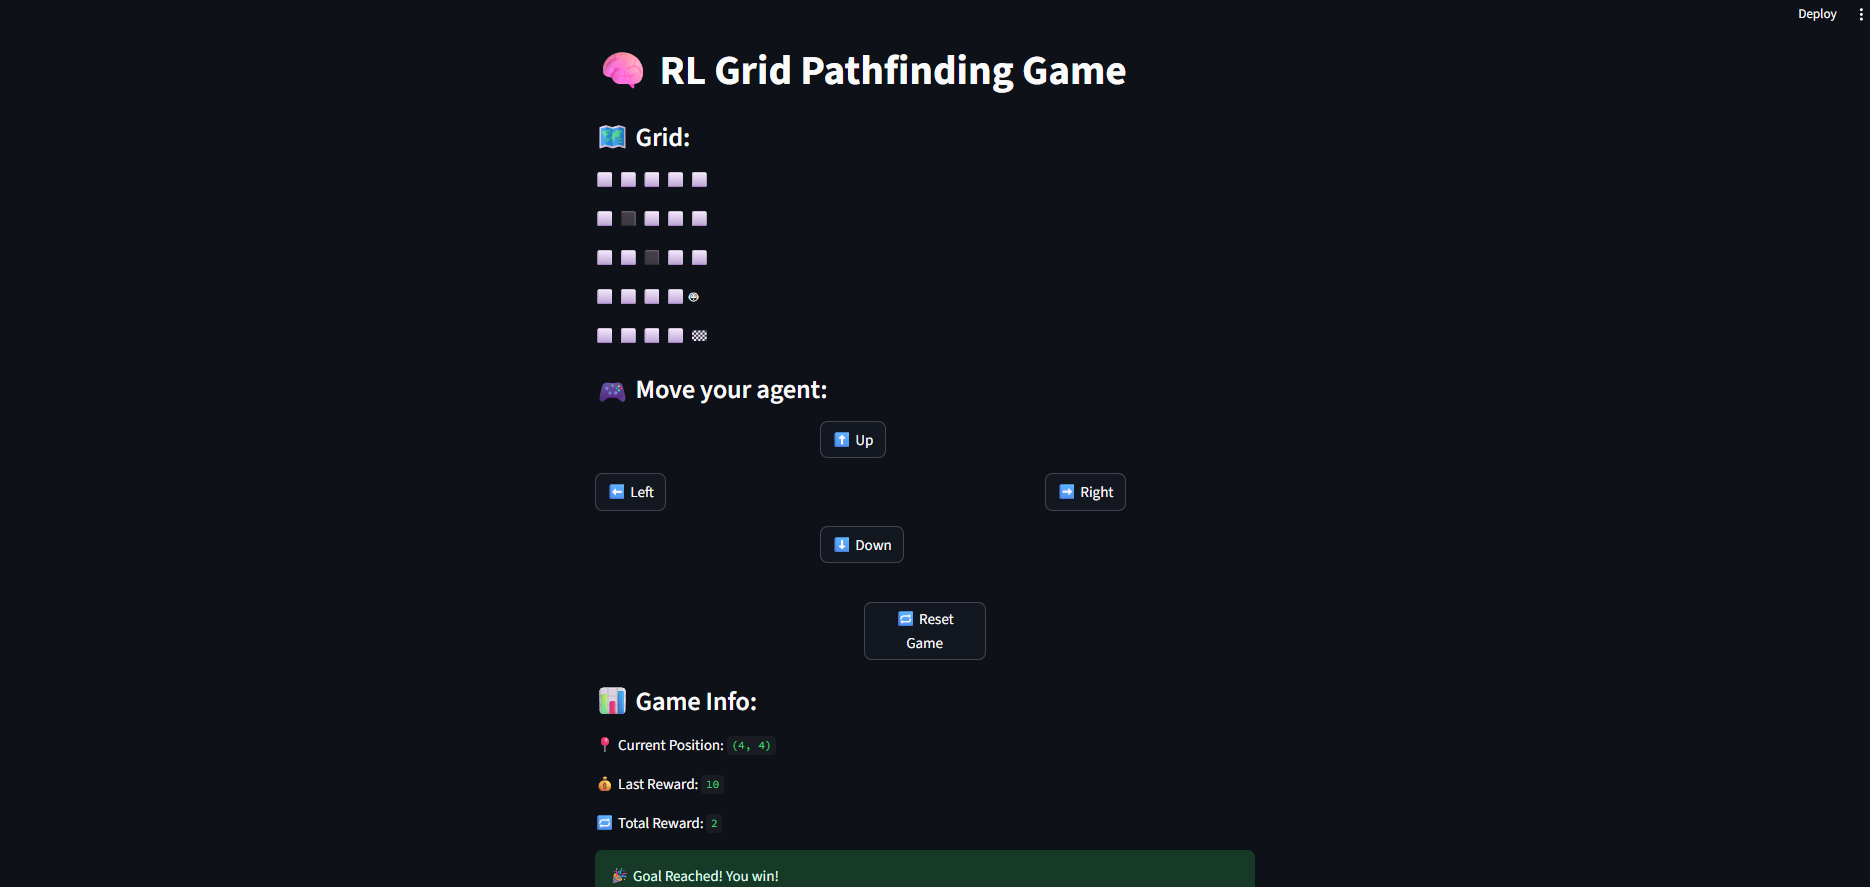 Deploy
RL Grid Pathfinding Game
Grid:
Move your agent:
Up
Left
Right
Down
Reset
Game
Game Info:
Current Position: (4, 4)
Last Reward: 10
Total Reward: 2
Goal Reached! You win!